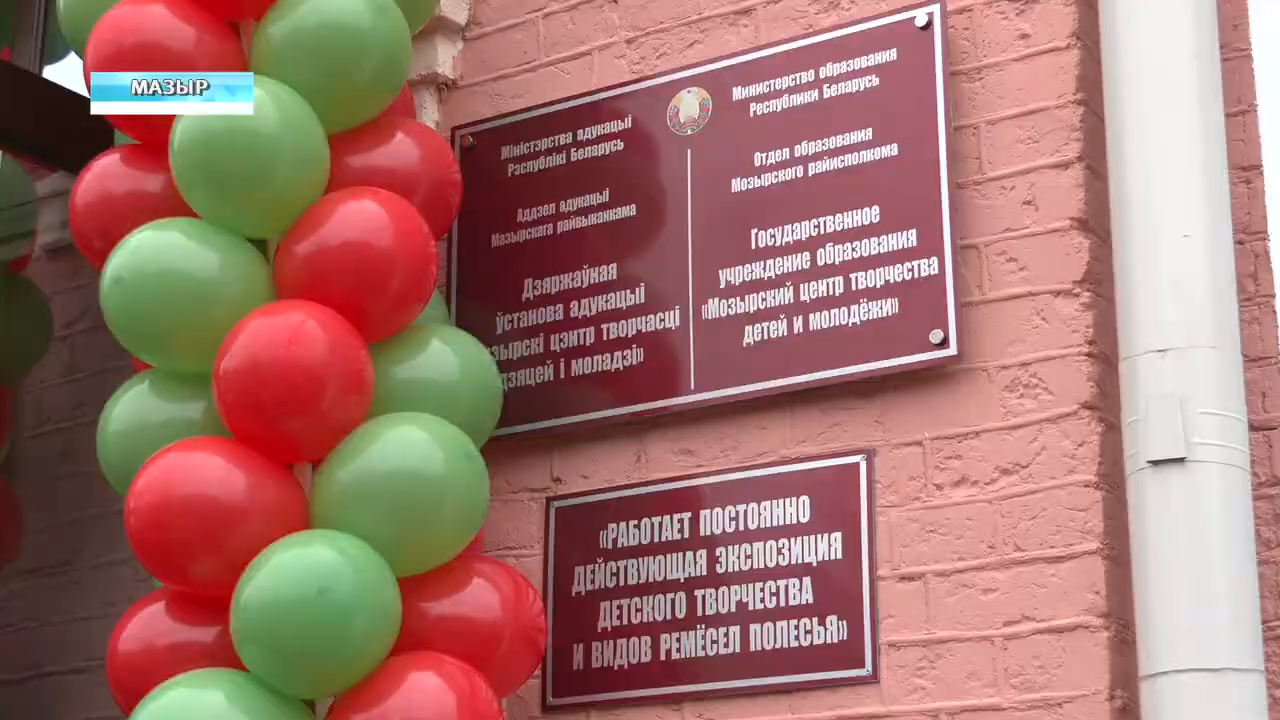 МАЗЫР
Міністэрства адукацыі
Рэспублікі Беларусь
Аддзел адукацыі
Мазырскага райвыканкама
Дзяржаўная
ўстанова адукацыі
зырскі цэнтр творчасці
дзяцей і моладзі»
Министерство образования
Республики Беларусь
Отдел образования
Мозырского райисполкома
Государственное
учреждение образования
«Мозырский центр творчества
детей и молодёжи»
«РАБОТАЕТ ПОСТОЯННО
ДЕЙСТВУЮЩАЯ ЭКСПОЗИЦИЯ
ДЕТСКОГО ТВОРЧЕСТВА
И ВИДОВ РЕМЁСЕЛ ПОЛЕСЬЯ»